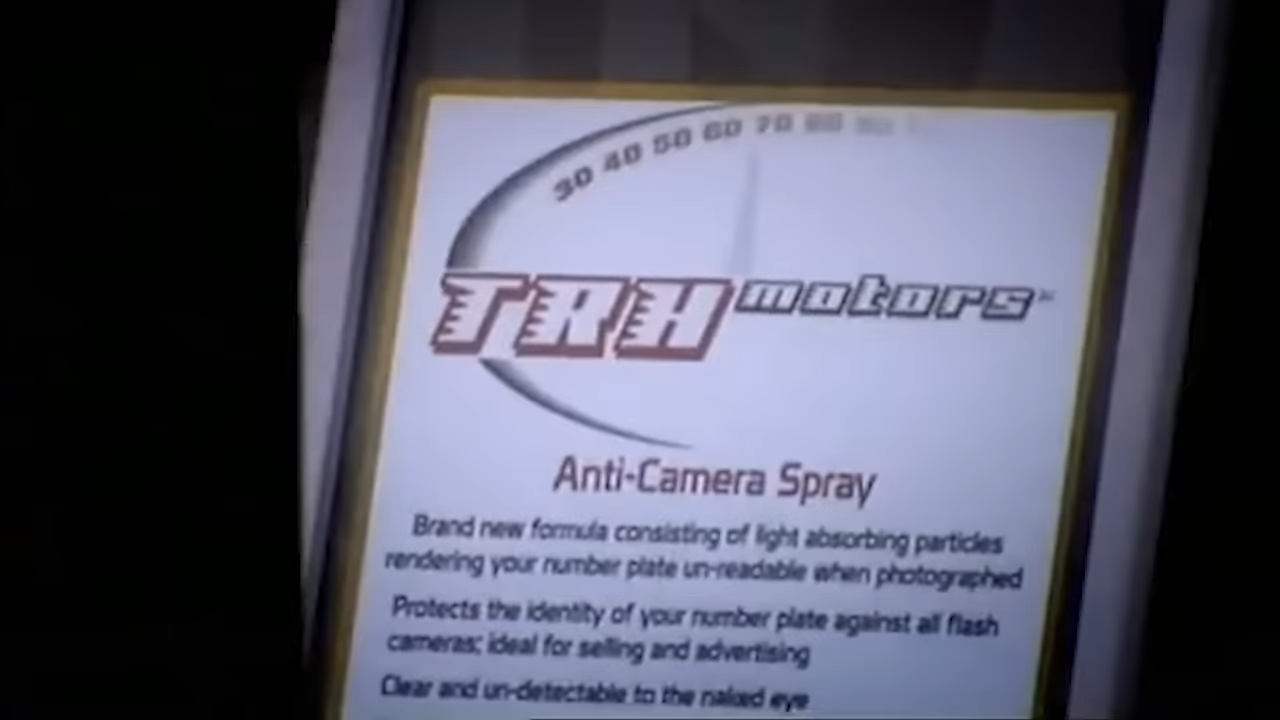 30 40 50 60 70 80
TRH motors
Anti-Camera Spray
Brand new formula consisting of light absorbing particles
rendering your number plate un-readable when photographed
Protects the identity of your number plate against all flash
cameras; ideal for selling and advertising
Clear and un-detectable to the naked eye